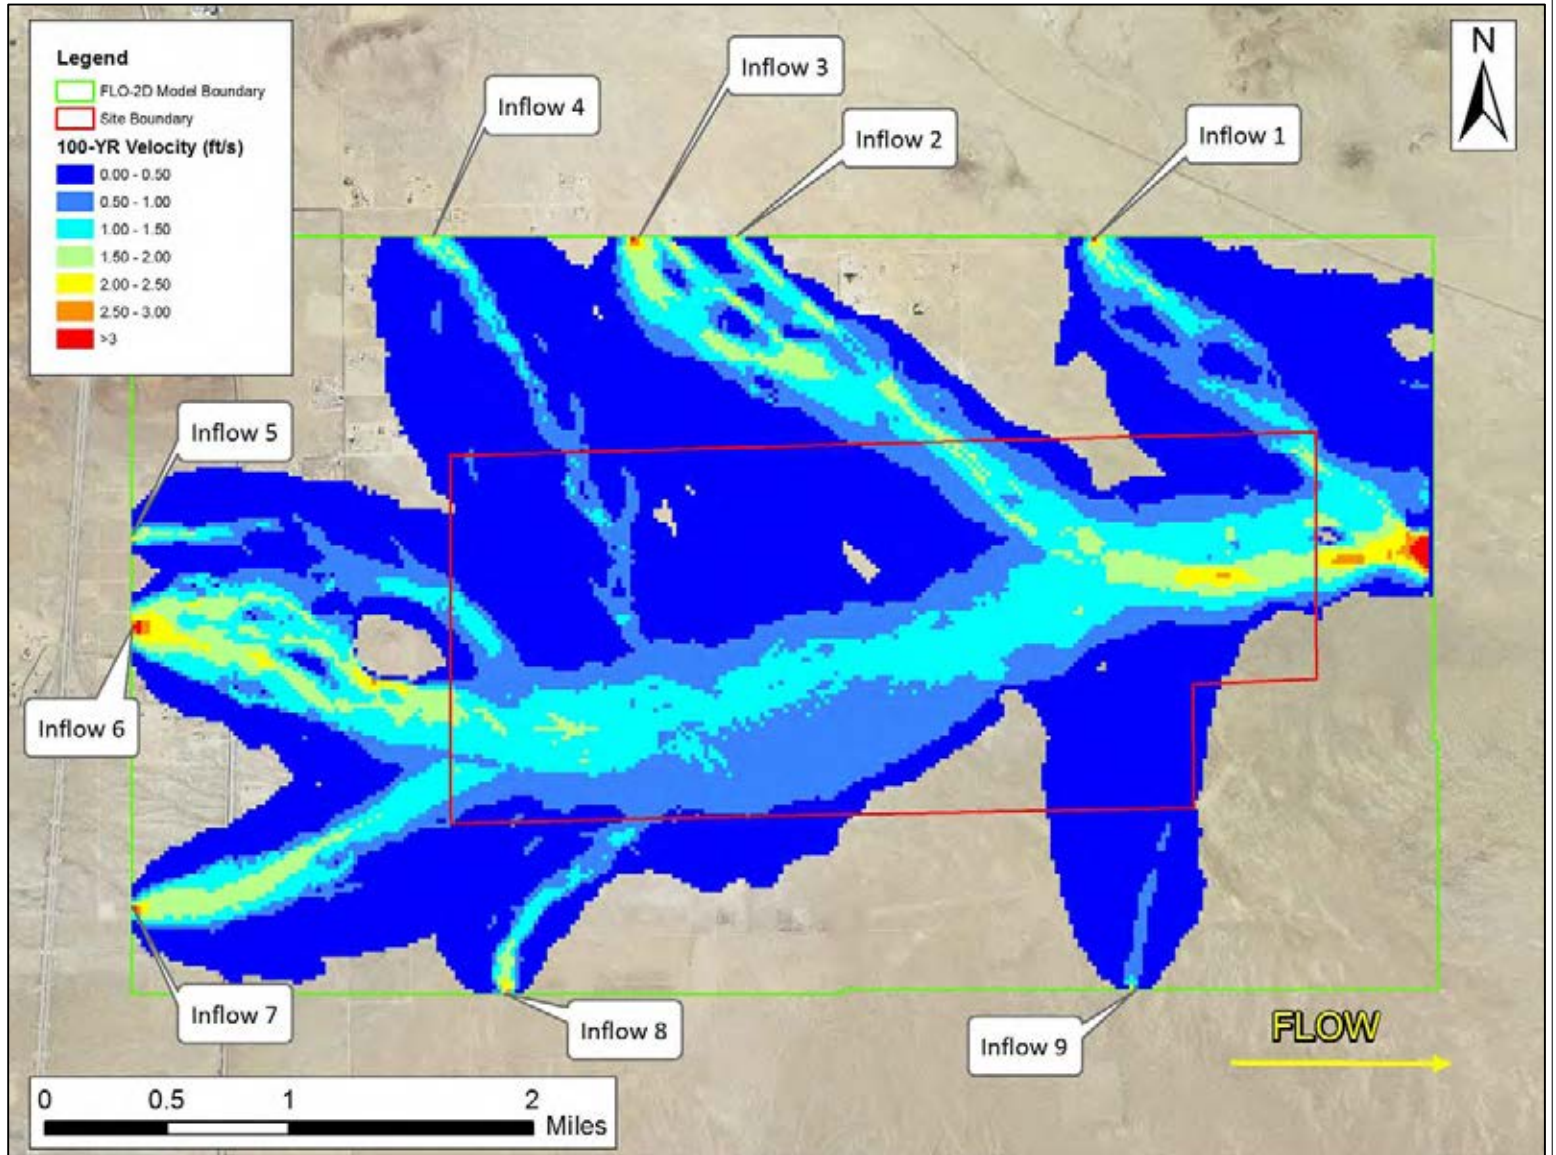 Legend
FLO-2D Model Boundary
Site Boundary
100-YR Velocity (ft/s)
0.00 - 0.50
0.50 - 1.00
1.00 - 1.50
1.50 - 2.00
2.00 - 2.50
2.50 - 3.00
>3
N
Inflow 3
Inflow 4
Inflow 2
Inflow 1
Inflow 5
Inflow 6
Inflow 7
Inflow 8
Inflow 9
FLOW
0 0.5 1 2
Miles